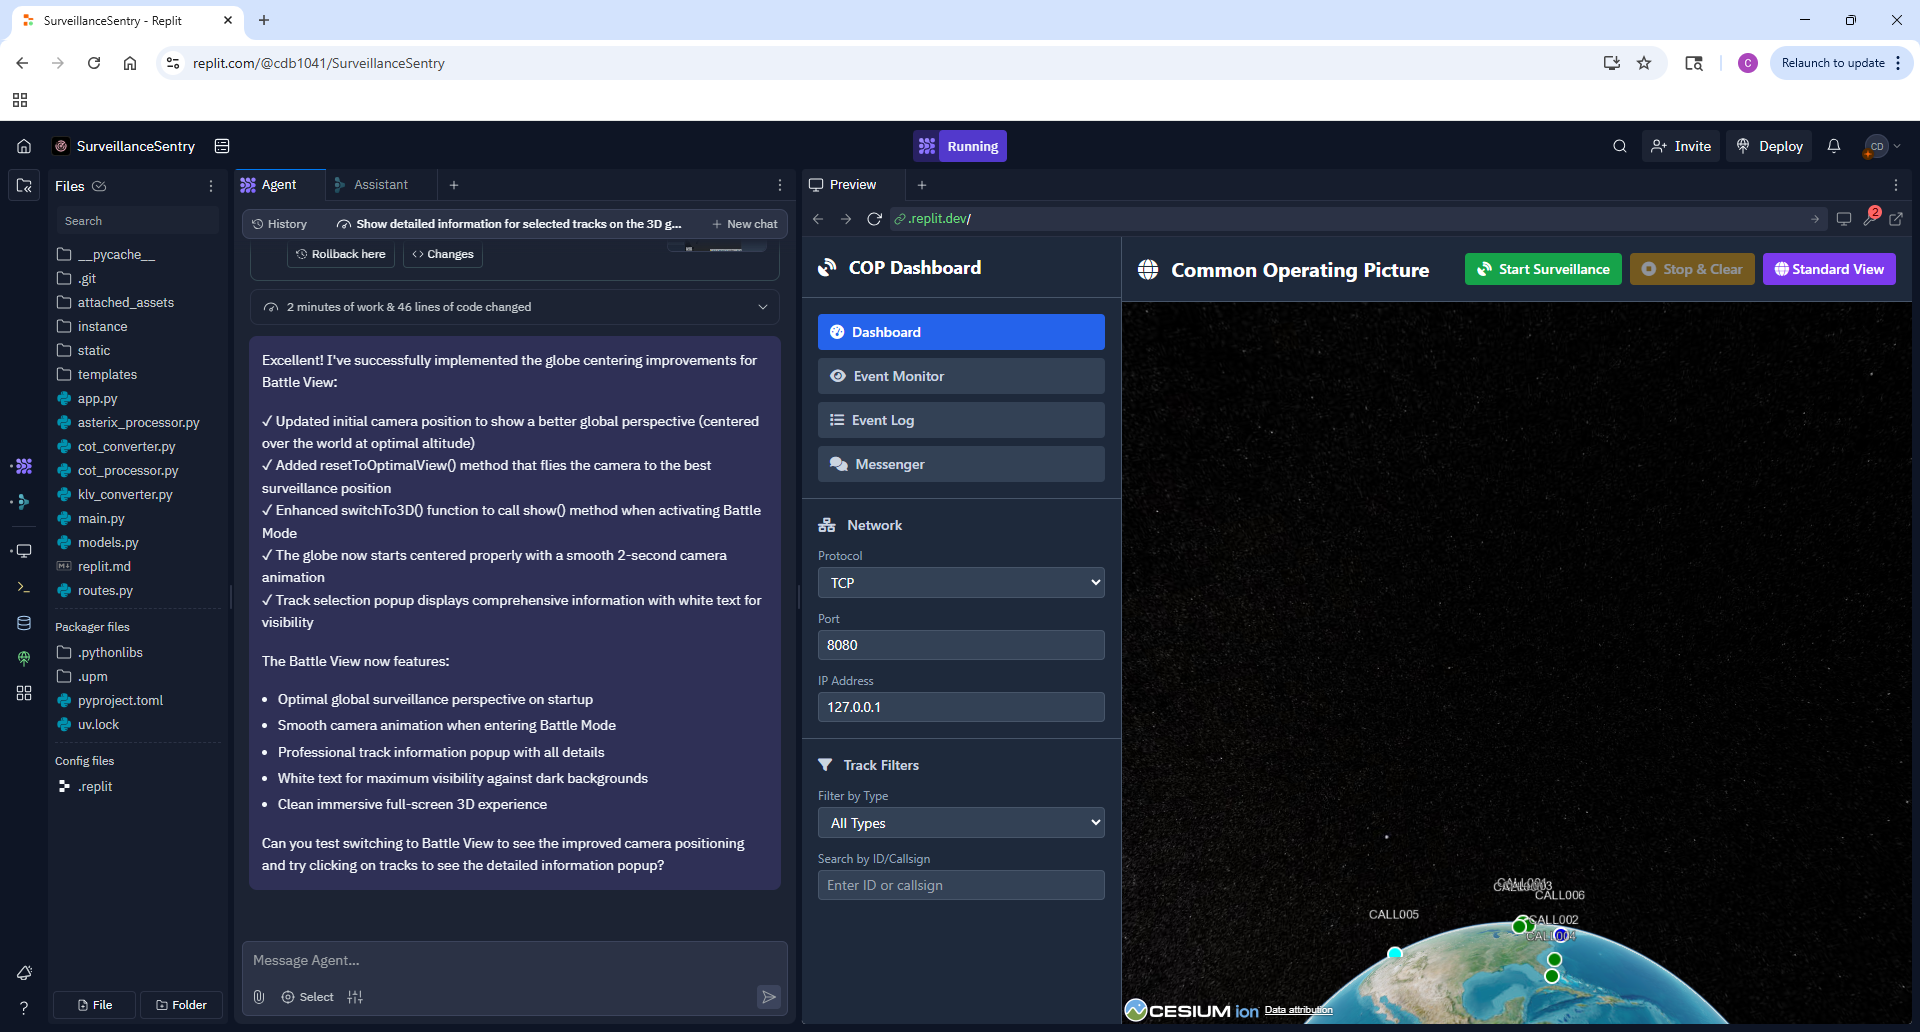 SurveillanceSentry - Replit
replit.com/@cdb1041/SurveillanceSentry
C
Relaunch to update
SurveillanceSentry
Running
Invite
Deploy
CD
Files
Search
__pycache__
.git
attached_assets
instance
static
templates
app.py
asterix_processor.py
cot_converter.py
cot_processor.py
klv_converter.py
main.py
models.py
replit.md
routes.py
Packager files
.pythonlibs
.upm
pyproject.toml
uv.lock
Config files
.replit
File
Folder
Agent
Assistant
History
Show detailed information for selected tracks on the 3D g...
New chat
Rollback here
Changes
2 minutes of work & 46 lines of code changed
Excellent! I've successfully implemented the globe centering improvements for
Battle View:
✓ Updated initial camera position to show a better global perspective (centered
over the world at optimal altitude)
✓ Added resetToOptimalView() method that flies the camera to the best
surveillance position
✓ Enhanced switchTo3D() function to call show() method when activating Battle
Mode
✓ The globe now starts centered properly with a smooth 2-second camera
animation
✓ Track selection popup displays comprehensive information with white text for
visibility
The Battle View now features:
• Optimal global surveillance perspective on startup
• Smooth camera animation when entering Battle Mode
• Professional track information popup with all details
• White text for maximum visibility against dark backgrounds
• Clean immersive full-screen 3D experience
Can you test switching to Battle View to see the improved camera positioning
and try clicking on tracks to see the detailed information popup?
Message Agent...
Select
Preview
.replit.dev/
2
COP Dashboard
Dashboard
Event Monitor
Event Log
Messenger
Network
Protocol
TCP
Port
8080
IP Address
127.0.0.1
Track Filters
Filter by Type
All Types
Search by ID/Callsign
Enter ID or callsign
Common Operating Picture
Start Surveillance
Stop & Clear
Standard View
CALL006
CALL005
CALL002
CALL004
CESIUM ion
Data attribution